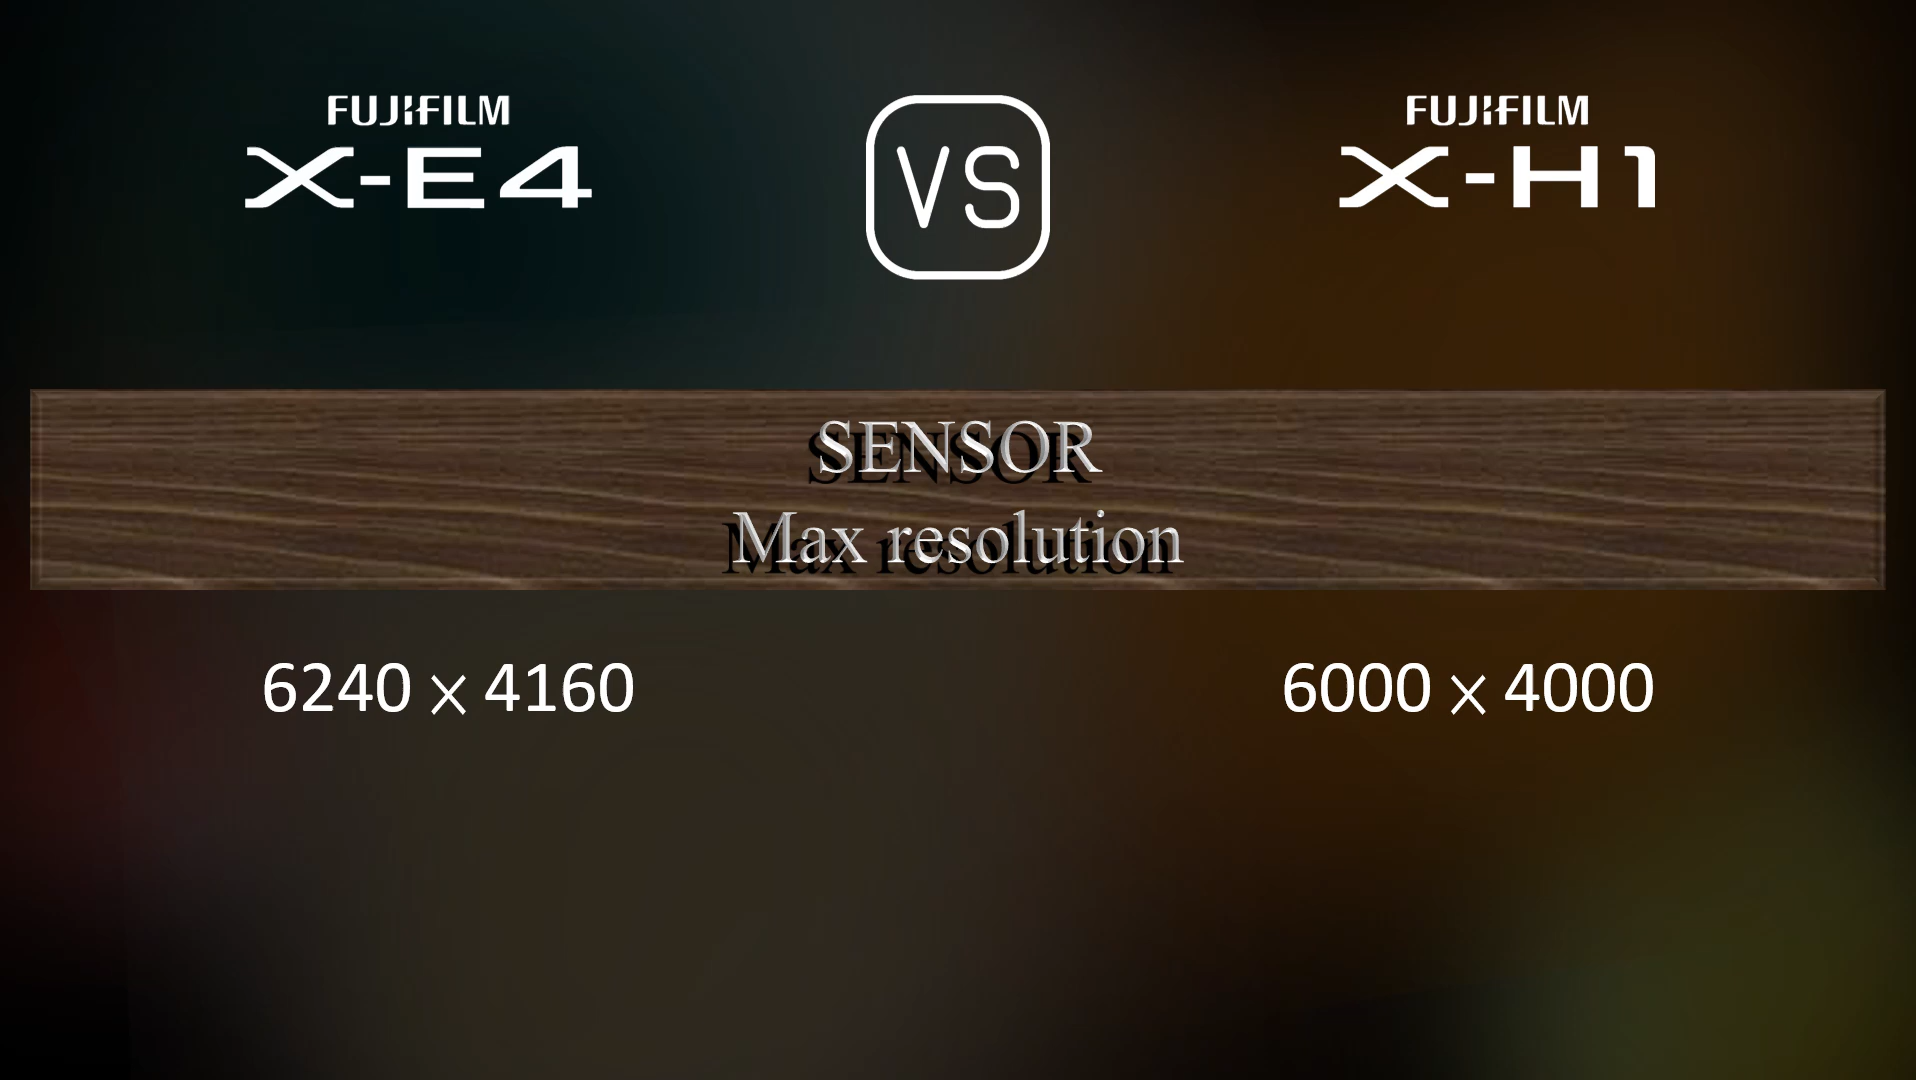 FUJIFILM
X-E4
VS
FUJIFILM
X-H1
SENSOR
Max resolution
6240 x 4160
6000 x 4000